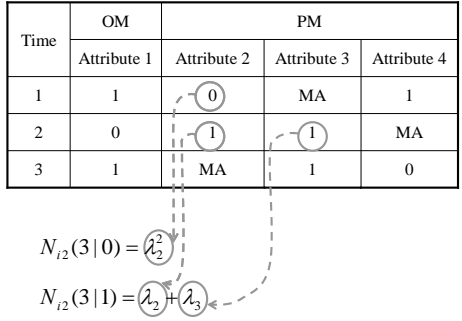 Time OM PM
Attribute 1 Attribute 2 Attribute 3 Attribute 4
1 1 0 MA 1
2 0 1 1 MA
3 1 MA 1 0
N_{i2}(3|0) = λ_2^2
N_{i2}(3|1) = λ_2 + λ_3